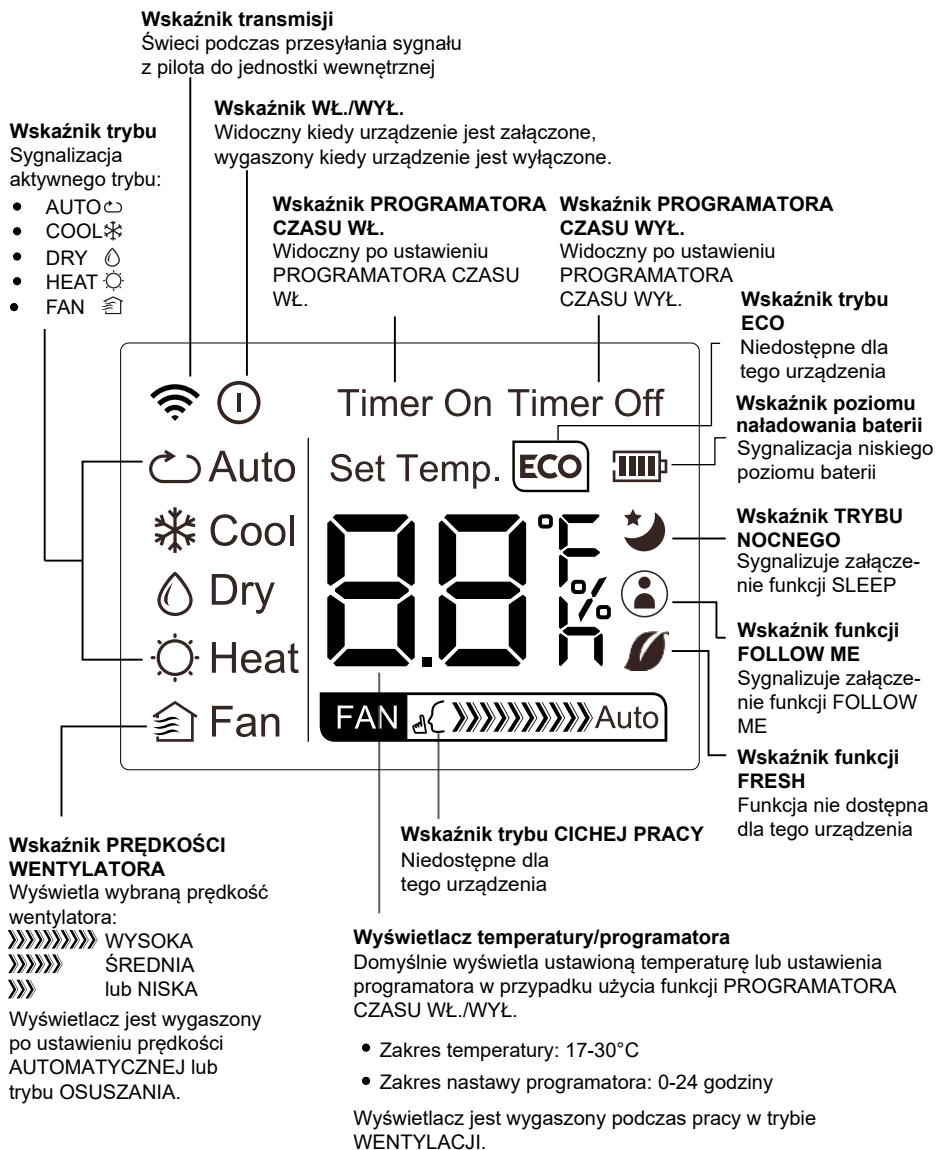 Wskaźnik transmisji
Świeci podczas przesyłania sygnału
z pilota do jednostki wewnętrznej
Wskaźnik WŁ./WYŁ.
Widoczny kiedy urządzenie jest załączone,
wygaszony kiedy urządzenie jest wyłączone.
Wskaźnik trybu
Sygnalizacja
aktywnego trybu:
• AUTO
• COOL
• DRY
• HEAT
• FAN
Wskaźnik PROGRAMATORA
CZASU WŁ.
Widoczny po ustawieniu
PROGRAMATORA CZASU
WŁ.
Wskaźnik PROGRAMATORA
CZASU WYŁ.
Widoczny po ustawieniu
PROGRAMATORA
CZASU WYŁ.
Wskaźnik trybu
ECO
Niedostępne dla
tego urządzenia
Wskaźnik poziomu
naładowania baterii
Sygnalizacja niskiego
poziomu baterii
Wskaźnik TRYBU
NOCNEGO
Sygnalizuje załącze-
nie funkcji SLEEP
Wskaźnik funkcji
FOLLOW ME
Sygnalizuje załącze-
nie funkcji FOLLOW
ME
Wskaźnik funkcji
FRESH
Funkcja nie dostępna
dla tego urządzenia
Timer On Timer Off
Auto
Set Temp. ECO
Cool
Dry
Heat
Fan
8.8 °F
%
h
FAN Auto
Wskaźnik PRĘDKOŚCI
WENTYLATORA
Wyświetla wybraną prędkość
wentylatora:
WYSOKA
ŚREDNIA
lub NISKA
Wyświetlacz jest wygaszony
po ustawieniu prędkości
AUTOMATYCZNEJ lub
trybu OSUSZANIA.
Wskaźnik trybu CICHEJ PRACY
Niedostępne dla
tego urządzenia
Wyświetlacz temperatury/programatora
Domyślnie wyświetla ustawioną temperaturę lub ustawienia
programatora w przypadku użycia funkcji PROGRAMATORA
CZASU WŁ./WYŁ.
• Zakres temperatury: 17-30°C
• Zakres nastawy programatora: 0-24 godziny
Wyświetlacz jest wygaszony podczas pracy w trybie
WENTYLACJI.